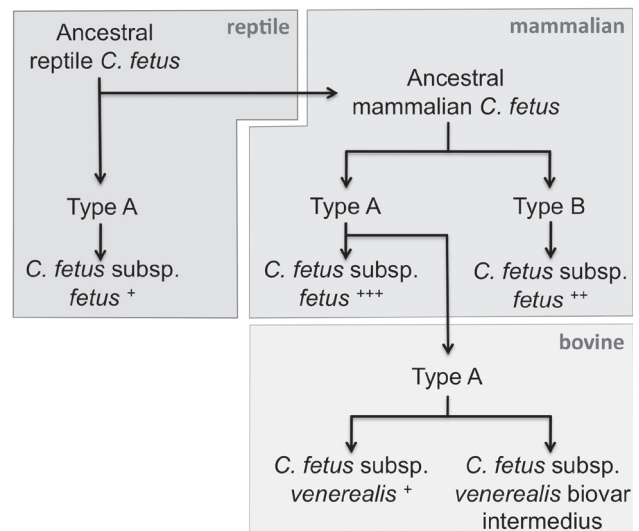 reptile
Ancestral
reptile C. fetus
mammalian
Ancestral
mammalian C. fetus
Type A
C. fetus subsp.
fetus +
Type A
C. fetus subsp.
fetus +++
Type B
C. fetus subsp.
fetus ++
bovine
Type A
C. fetus subsp.
venerealis +
C. fetus subsp.
venerealis biovar
intermedius